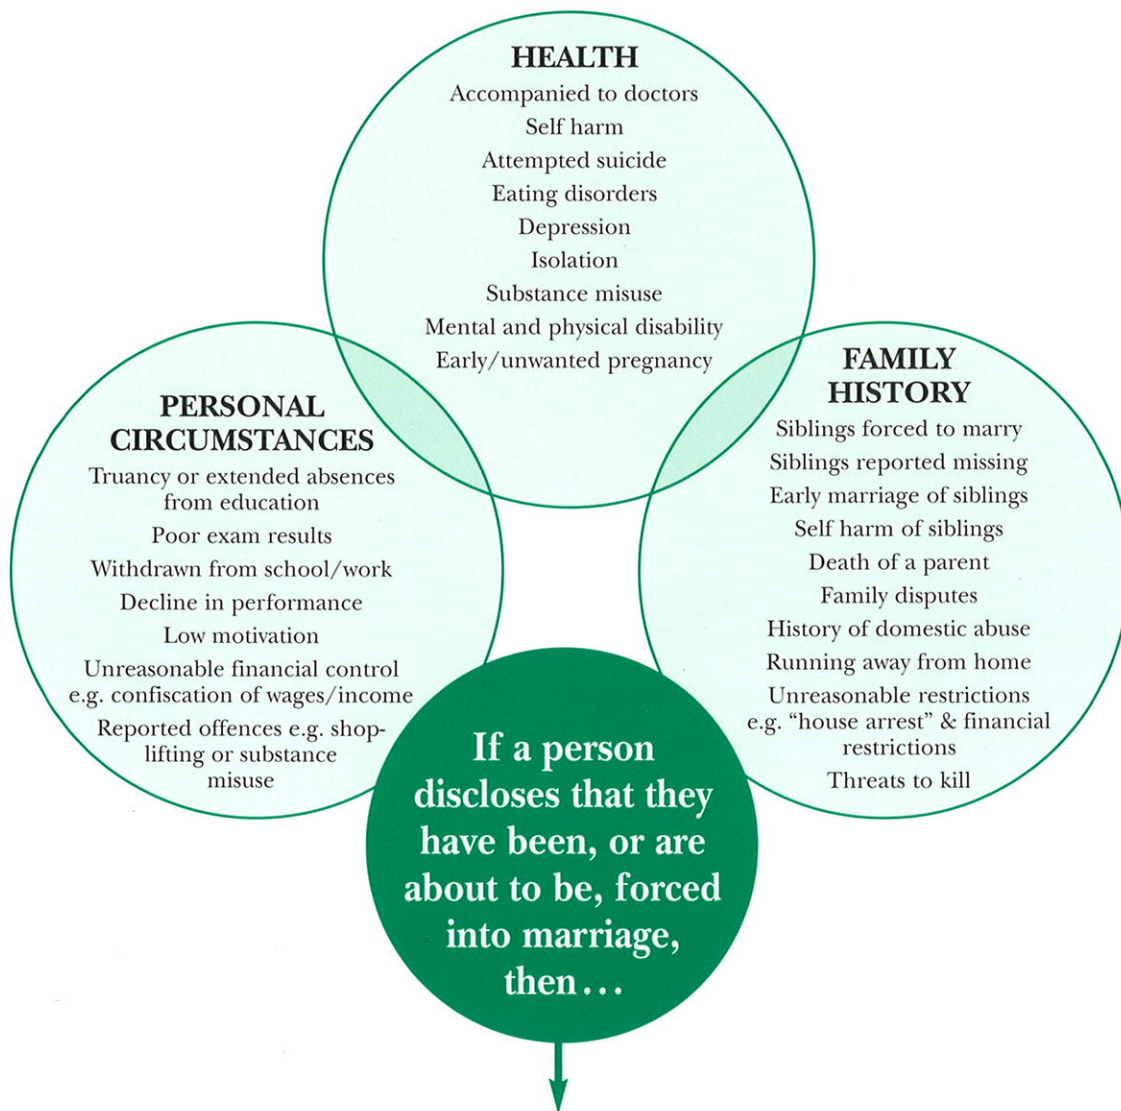 HEALTH
Accompanied to doctors
Self harm
Attempted suicide
Eating disorders
Depression
Isolation
Substance misuse
Mental and physical disability
Early/unwanted pregnancy
PERSONAL
CIRCUMSTANCES
Truancy or extended absences
from education
Poor exam results
Withdrawn from school/work
Decline in performance
Low motivation
Unreasonable financial control
e.g. confiscation of wages/income
Reported offences e.g. shop-
lifting or substance
misuse
FAMILY
HISTORY
Siblings forced to marry
Siblings reported missing
Early marriage of siblings
Self harm of siblings
Death of a parent
Family disputes
History of domestic abuse
Running away from home
Unreasonable restrictions
e.g. “house arrest” & financial
restrictions
Threats to kill
If a person
discloses that they
have been, or are
about to be, forced
into marriage,
then…